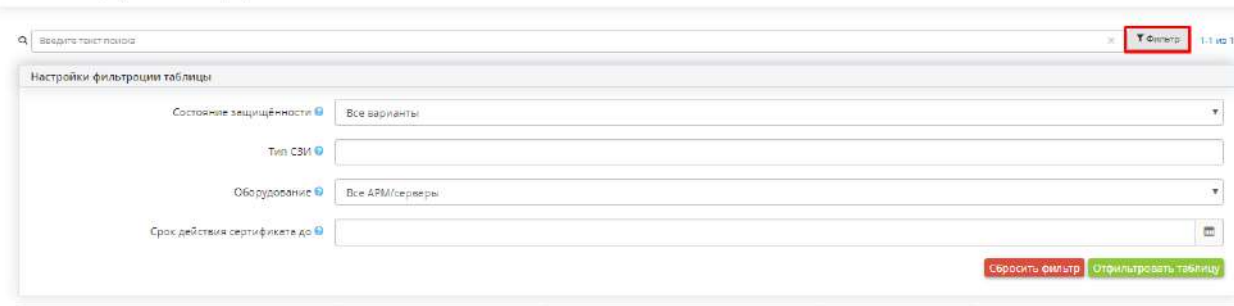 Введите текст поиска
× Фильтр 1-1 из 1
Настройки фильтрации таблицы
Состояние защищённости Все варианты
Тип СЗИ
Оборудование Все АРМ/серверы
Срок действия сертификата до
Сбросить фильтр Отфильтровать таблицу